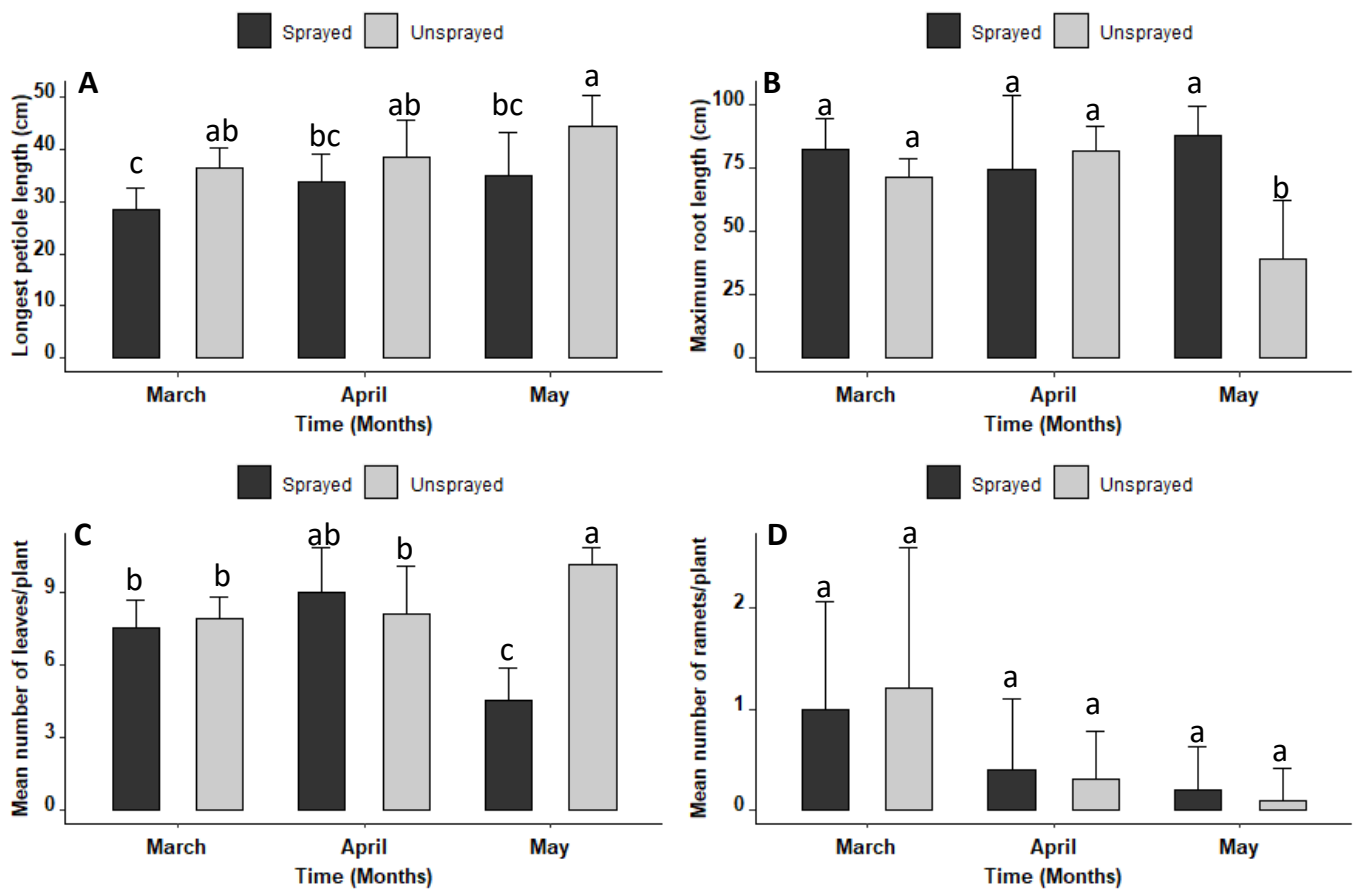 Sprayed Unsprayed
A
Longest petiole length (cm)
50
40
30
20
10
0
c ab bc ab bc a
March April May
Time (Months)
Sprayed Unsprayed
B
Maximum root length (cm)
100
75
50
25
0
a a a a a b
March April May
Time (Months)
Sprayed Unsprayed
C
Mean number of leaves/plant
9
6
3
0
b b ab b c a
March April May
Time (Months)
Sprayed Unsprayed
D
Mean number of ramets/plant
2
1
0
a a a a a a
March April May
Time (Months)